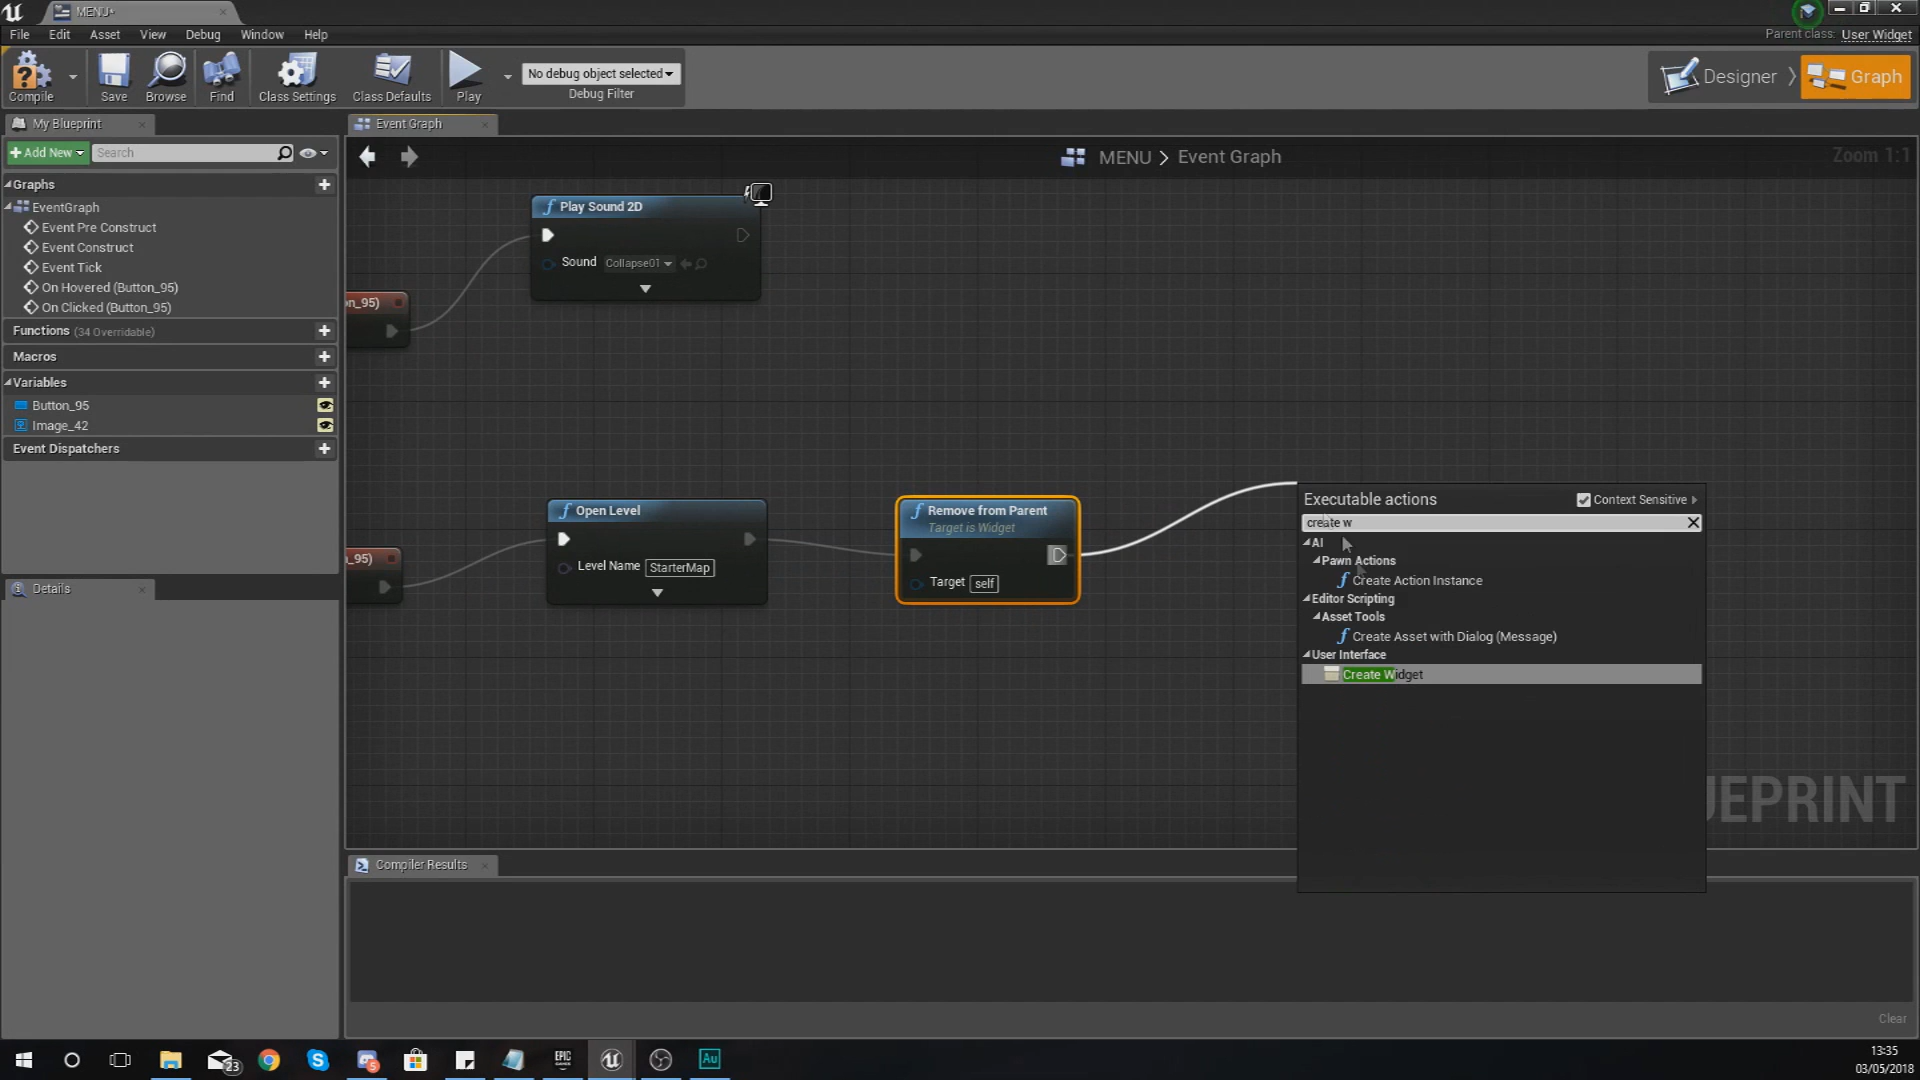 MENU*
File Edit Asset View Debug Window Help
Parent class: User Widget
Compile Save Browse Find Class Settings Class Defaults Play
No debug object selected
Debug Filter
Designer Graph
My Blueprint
Event Graph
Add New Search
MENU > Event Graph
Zoom 1:1
Graphs
EventGraph
Event Pre Construct
Event Construct
Event Tick
On Hovered (Button_95)
On Clicked (Button_95)
Functions (34 Overridable)
Macros
Variables
Button_95
Image_42
Event Dispatchers
Details
Play Sound 2D
Sound Collapse01
on_95)
Open Level
Level Name StarterMap
_95)
Remove from Parent
Target is Widget
Target self
Executable actions
Context Sensitive
create w
AI
Pawn Actions
Create Action Instance
Editor Scripting
Asset Tools
Create Asset with Dialog (Message)
User Interface
Create Widget
UEPRINT
Compiler Results
Clear
23
EPIC
5
Au
13:35
03/05/2018